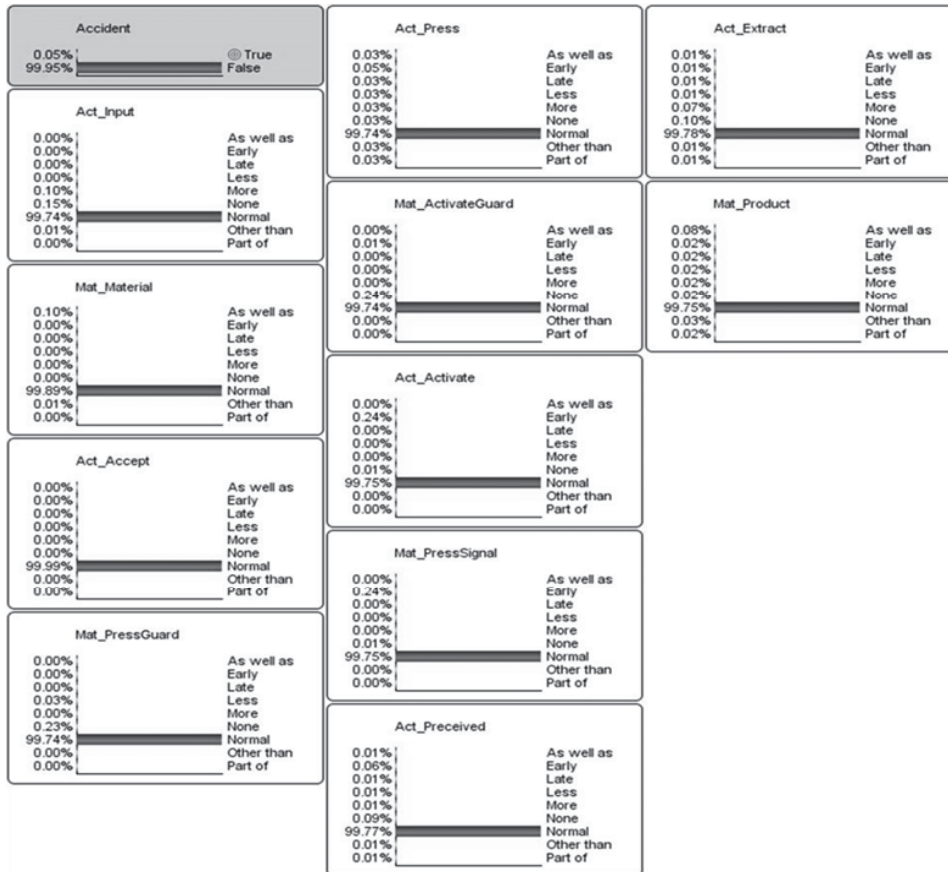 Accident
0.05% True
99.95% False
Act_Input
0.00% As well as
0.00% Early
0.00% Late
0.00% Less
0.10% More
0.15% None
99.74% Normal
0.01% Other than
0.00% Part of
Mat_Material
0.10% As well as
0.00% Early
0.00% Late
0.00% Less
0.00% More
0.00% None
99.89% Normal
0.01% Other than
0.00% Part of
Act_Accept
0.00% As well as
0.00% Early
0.00% Late
0.00% Less
0.00% More
0.00% None
99.99% Normal
0.00% Other than
0.00% Part of
Mat_PressGuard
0.00% As well as
0.00% Early
0.00% Late
0.03% Less
0.00% More
0.23% None
99.74% Normal
0.00% Other than
0.00% Part of
Act_Press
0.03% As well as
0.05% Early
0.03% Late
0.03% Less
0.03% More
0.03% None
99.74% Normal
0.03% Other than
0.03% Part of
Mat_ActivateGuard
0.00% As well as
0.01% Early
0.00% Late
0.00% Less
0.00% More
0.24% None
99.74% Normal
0.00% Other than
0.00% Part of
Act_Activate
0.00% As well as
0.24% Early
0.00% Late
0.00% Less
0.00% More
0.01% None
99.75% Normal
0.00% Other than
0.00% Part of
Mat_PressSignal
0.00% As well as
0.24% Early
0.00% Late
0.00% Less
0.00% More
0.01% None
99.75% Normal
0.00% Other than
0.00% Part of
Act_Preceived
0.01% As well as
0.06% Early
0.01% Late
0.01% Less
0.01% More
0.09% None
99.77% Normal
0.01% Other than
0.01% Part of
Act_Extract
0.01% As well as
0.01% Early
0.01% Late
0.01% Less
0.07% More
0.10% None
99.78% Normal
0.01% Other than
0.01% Part of
Mat_Product
0.08% As well as
0.02% Early
0.02% Late
0.02% Less
0.02% More
0.02% None
99.75% Normal
0.03% Other than
0.02% Part of